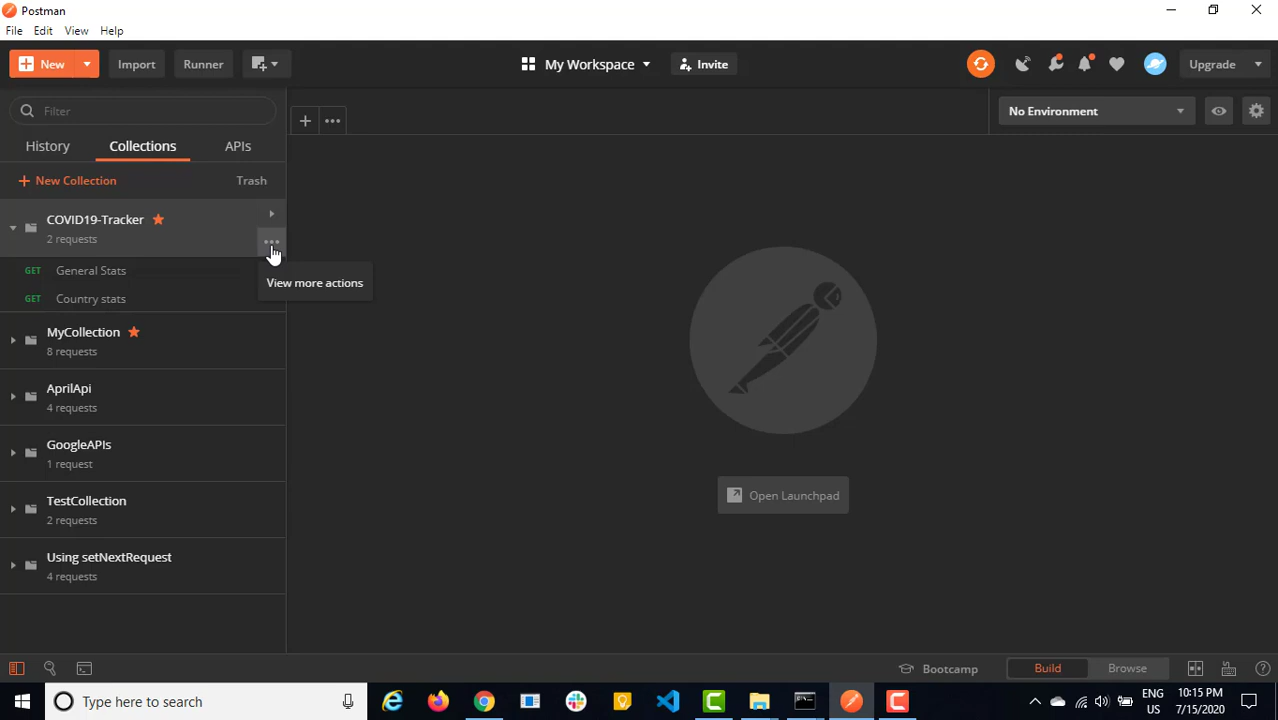 Postman
File Edit View Help
New Import Runner My Workspace Invite Upgrade
Filter
No Environment
History Collections APIs
New Collection Trash
COVID19-Tracker
2 requests
GET General Stats
View more actions
GET Country stats
MyCollection
8 requests
AprilApi
4 requests
GoogleAPIs
1 request
Open Launchpad
TestCollection
2 requests
Using setNextRequest
4 requests
Bootcamp Build Browse
Type here to search
ENG
US
10:15 PM
7/15/2020